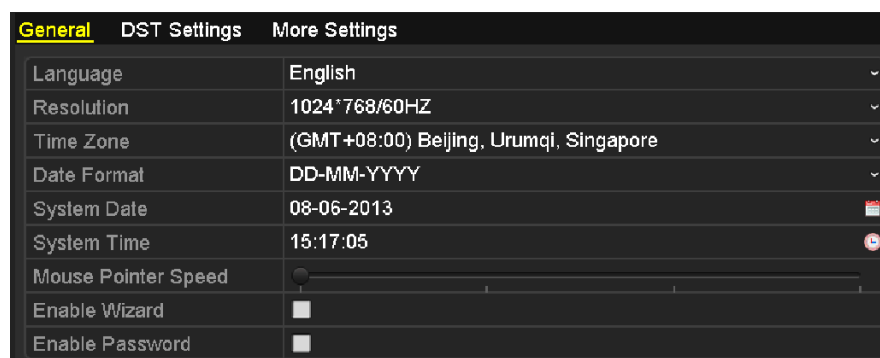 General DST Settings More Settings
Language English
Resolution 1024*768/60HZ
Time Zone (GMT+08:00) Beijing, Urumqi, Singapore
Date Format DD-MM-YYYY
System Date 08-06-2013
System Time 15:17:05
Mouse Pointer Speed
Enable Wizard
Enable Password